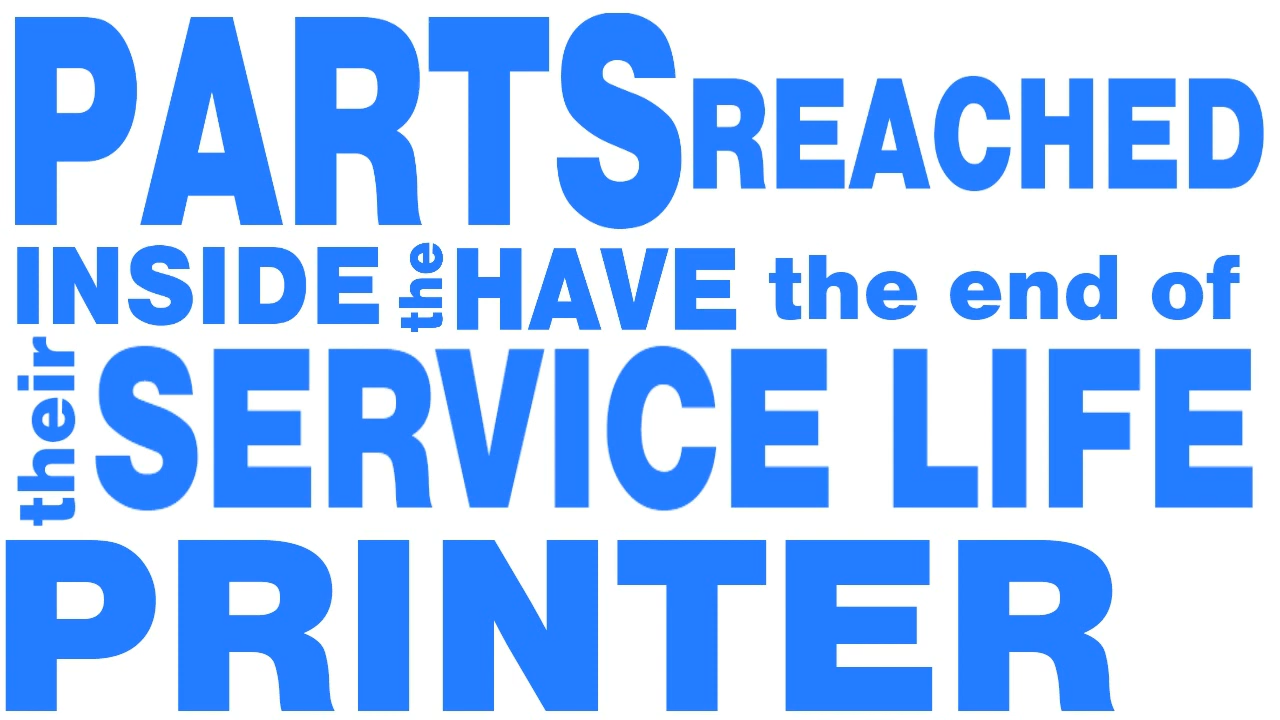 PARTS REACHED
INSIDE the HAVE the end of
their SERVICE LIFE
PRINTER